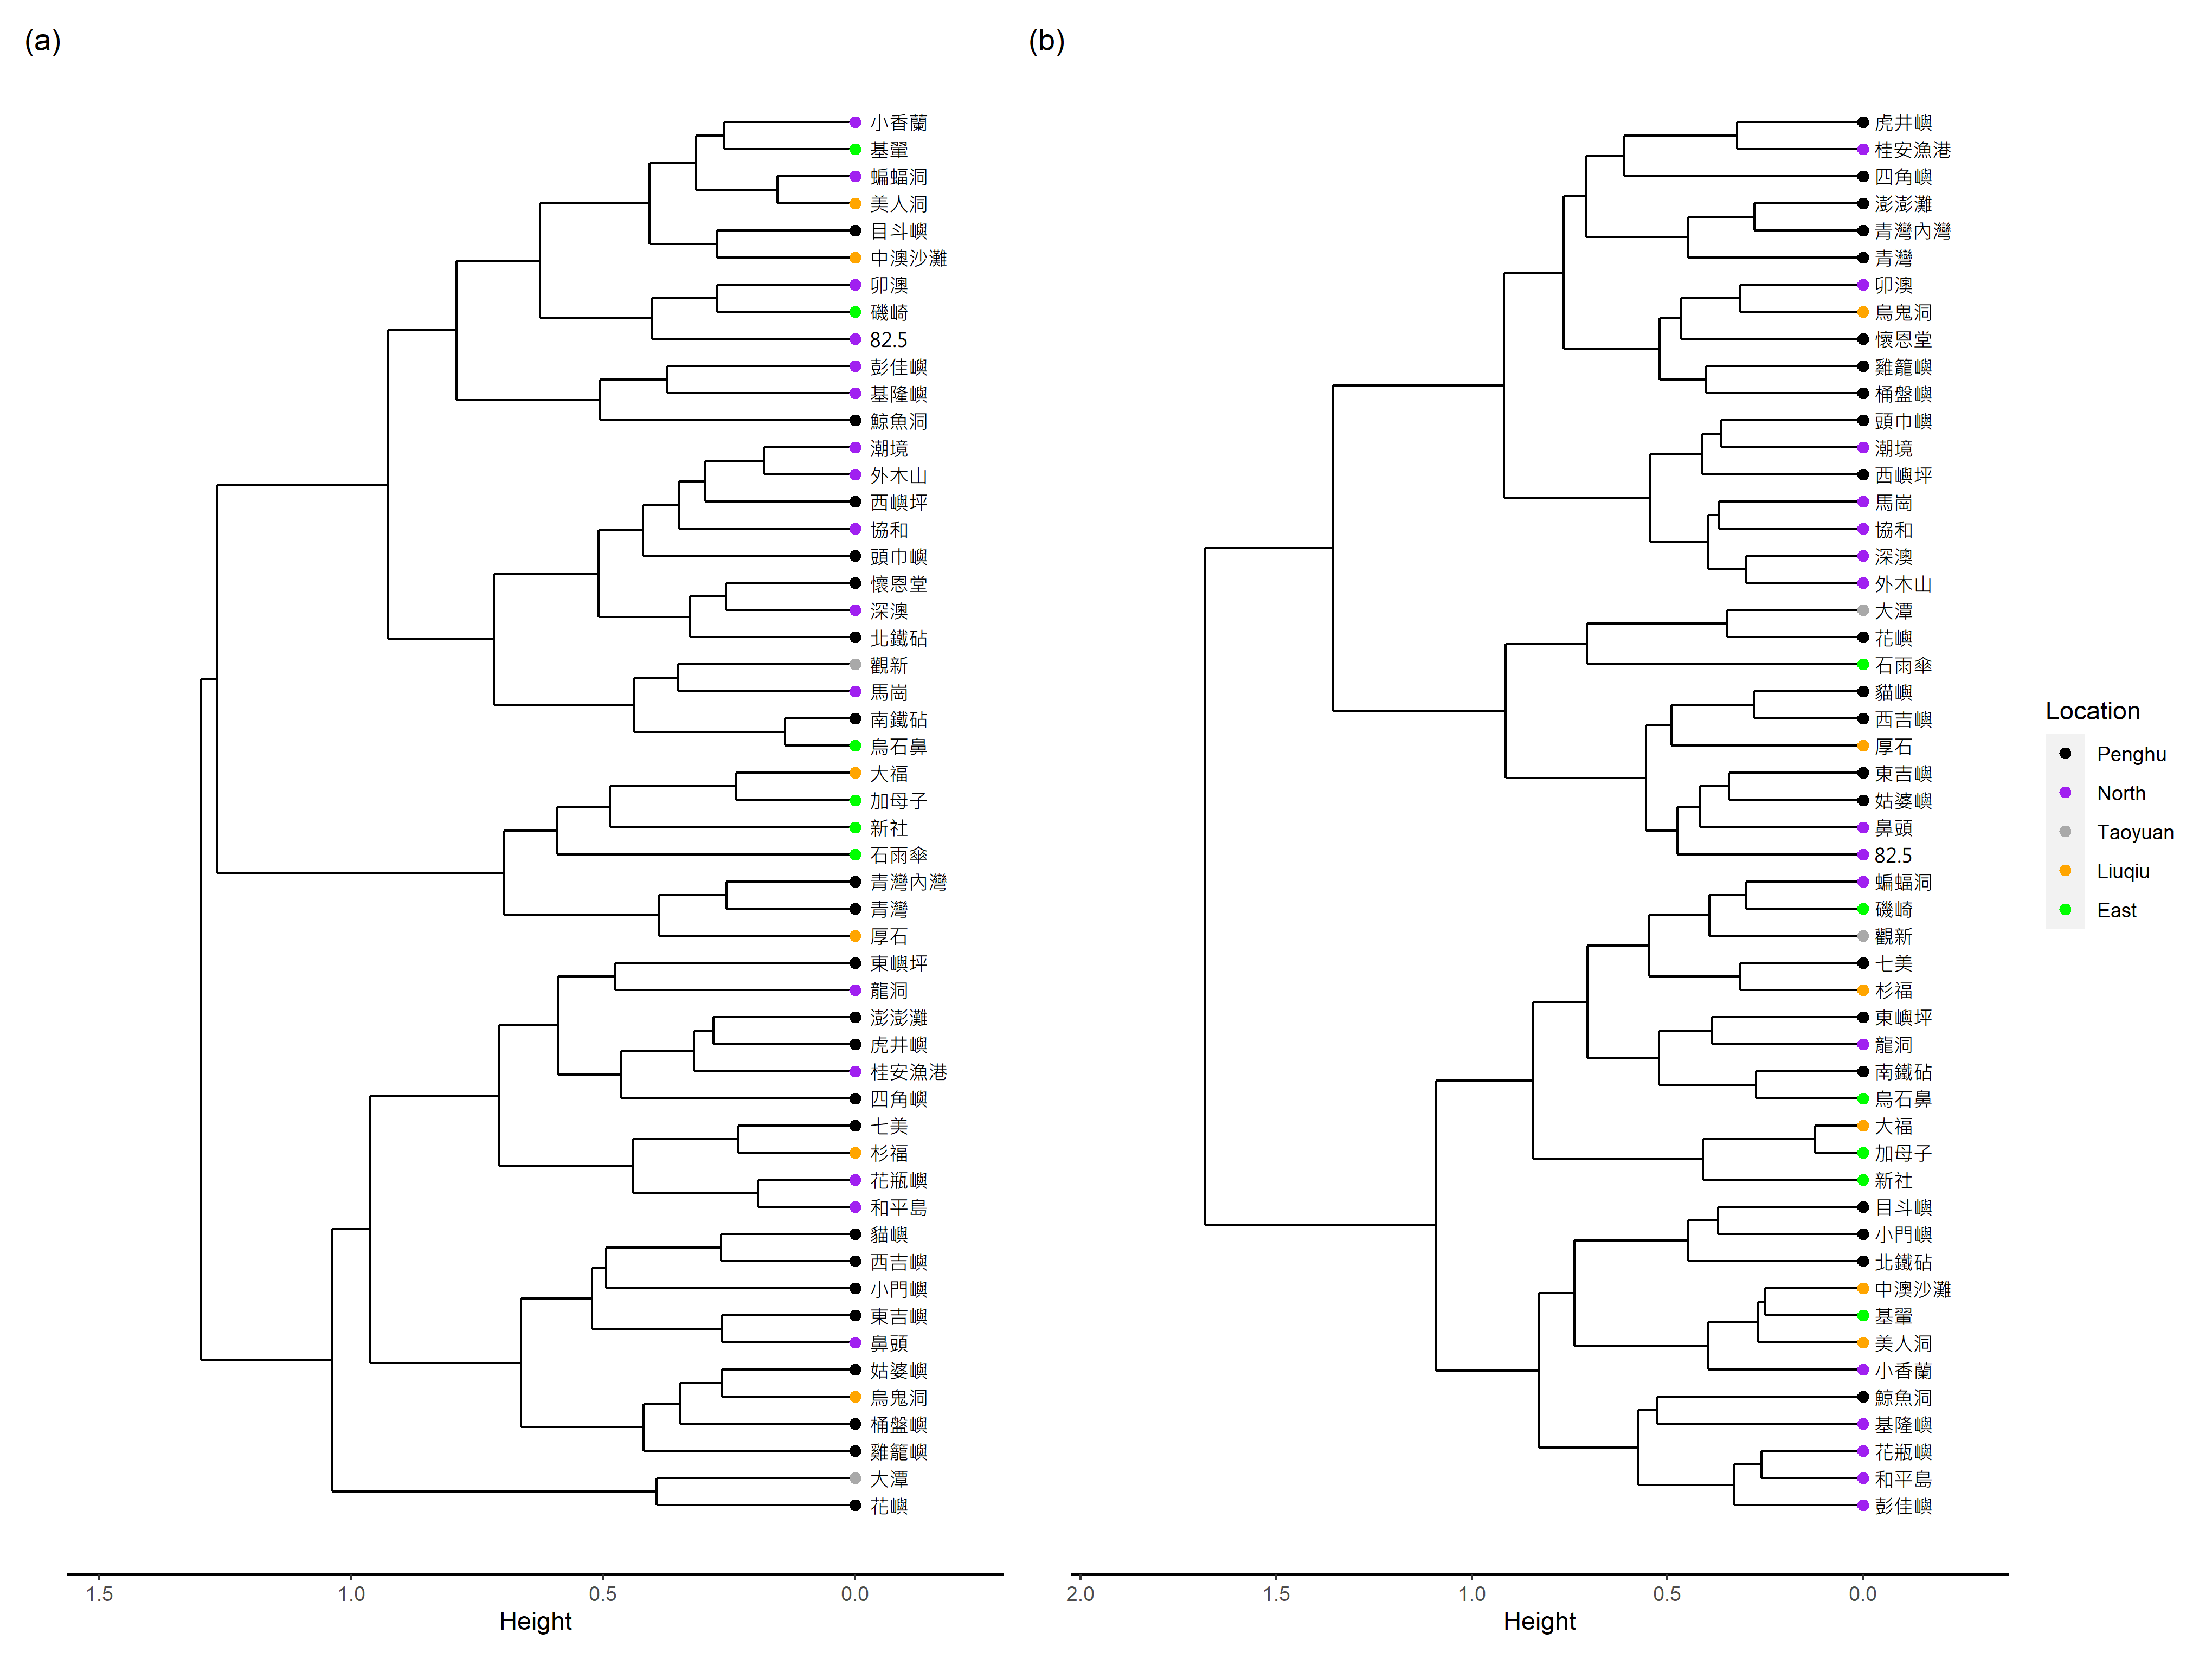 (a)
小香蘭
基翬
蝙蝠洞
美人洞
目斗嶼
中澳沙灘
卯澳
磯崎
82.5
彭佳嶼
基隆嶼
鯨魚洞
潮境
外木山
西嶼坪
協和
頭巾嶼
懷恩堂
深澳
北鐵砧
觀新
馬崗
南鐵砧
烏石鼻
大福
加母子
新社
石雨傘
青灣內灣
青灣
厚石
東嶼坪
龍洞
澎澎灘
虎井嶼
桂安漁港
四角嶼
七美
杉福
花瓶嶼
和平島
貓嶼
西吉嶼
小門嶼
東吉嶼
鼻頭
姑婆嶼
烏鬼洞
桶盤嶼
雞籠嶼
大潭
花嶼
1.5 1.0 0.5 0.0
Height
(b)
虎井嶼
桂安漁港
四角嶼
澎澎灘
青灣內灣
青灣
卯澳
烏鬼洞
懷恩堂
雞籠嶼
桶盤嶼
頭巾嶼
潮境
西嶼坪
馬崗
協和
深澳
外木山
大潭
花嶼
石雨傘
貓嶼
西吉嶼
厚石
東吉嶼
姑婆嶼
鼻頭
82.5
蝙蝠洞
磯崎
觀新
七美
杉福
東嶼坪
龍洞
南鐵砧
烏石鼻
大福
加母子
新社
目斗嶼
小門嶼
北鐵砧
中澳沙灘
基翬
美人洞
小香蘭
鯨魚洞
基隆嶼
花瓶嶼
和平島
彭佳嶼
2.0 1.5 1.0 0.5 0.0
Height
Location
Penghu
North
Taoyuan
Liuqiu
East